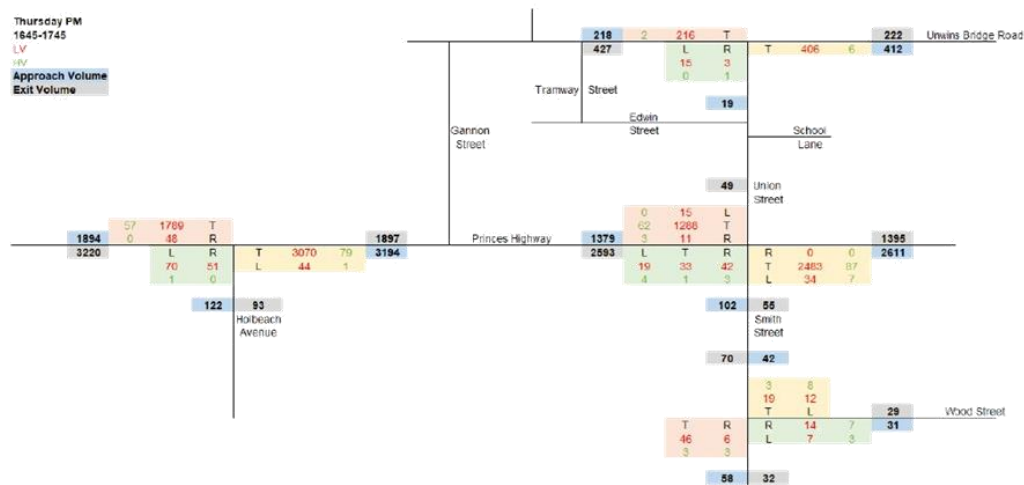 Thursday PM
1645-1745
LV
HV
Approach Volume
Exit Volume
218 2 216 T 222 Unwins Bridge Road
427 L R T 406 6 412
15 3
0 1
Tramway Street
19
Edwin
Street
Gannon
Street
School
Lane
49 Union
Street
0 15 L
57 1789 T 62 1288 T
1894 0 48 R 1897 Princes Highway 1379 3 11 R 1395
3220 L R T 3070 79 3194 2593 L T R R 0 0 2611
70 51 L 44 1 19 33 42 T 2483 87
1 0 4 1 3 L 34 7
122 93 102 55
Holbeach
Avenue
Smith
Street
70 42
3 8
19 12
T L 29 Wood Street
T R R 14 7 31
46 6 L 7 3
3 3
58 32